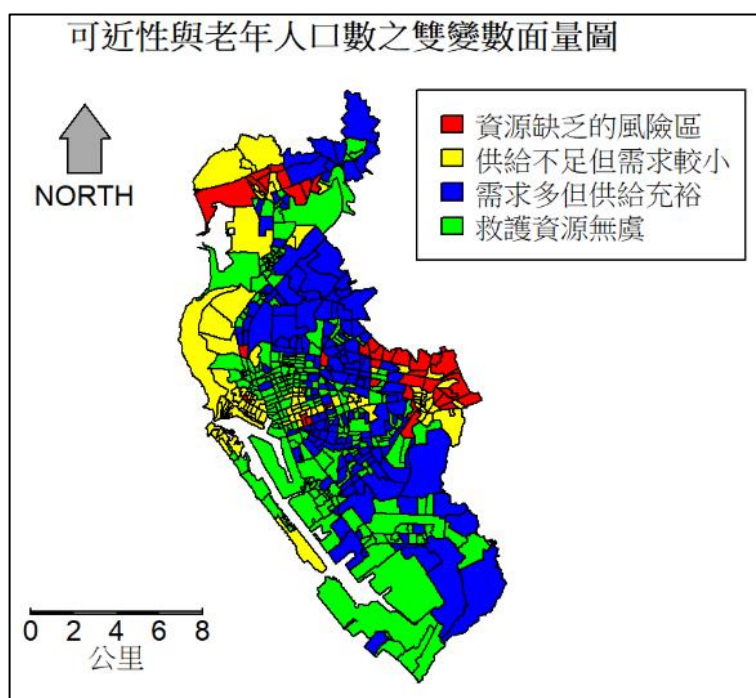 可近性與老年人口數之雙變數面量圖
NORTH
資源缺乏的風險區
供給不足但需求較小
需求多但供給充裕
救護資源無虞
0 2 4 6 8
公里